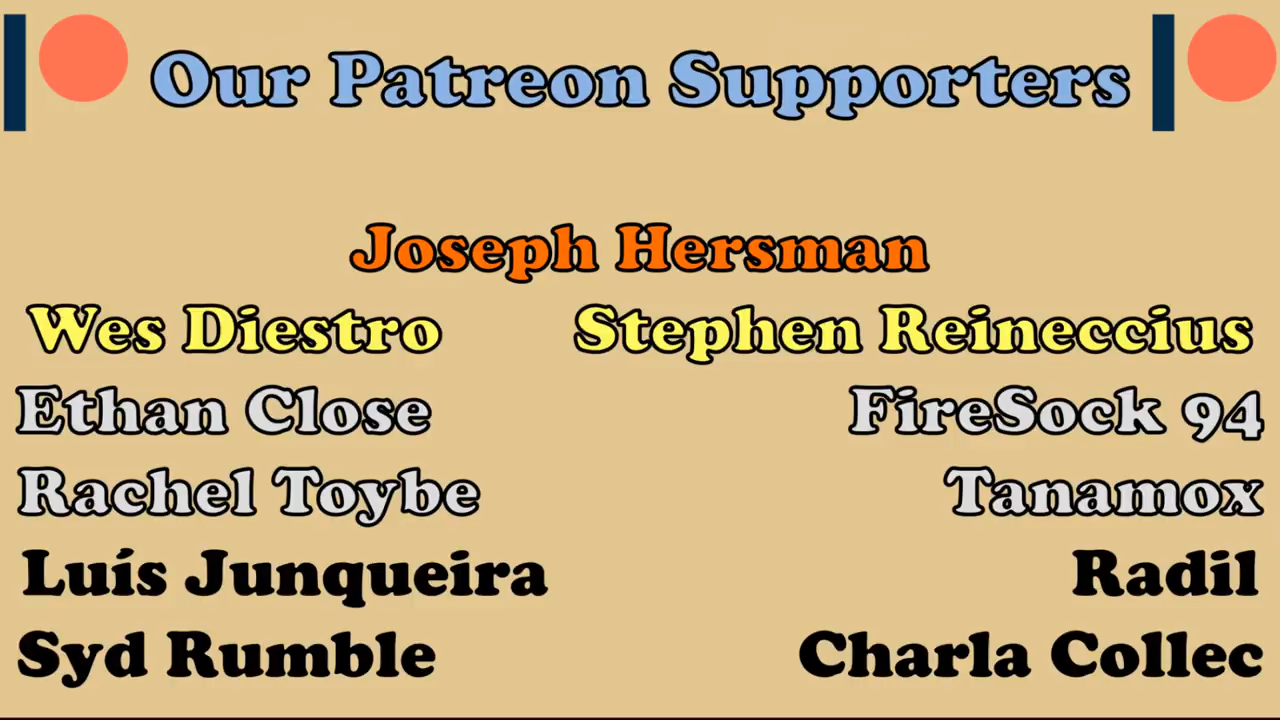 Our Patreon Supporters
Joseph Hersman
Wes Diestro Stephen Reineccius
Ethan Close FireSock 94
Rachel Toybe Tanamox
Luís Junqueira Radil
Syd Rumble Charla Collec